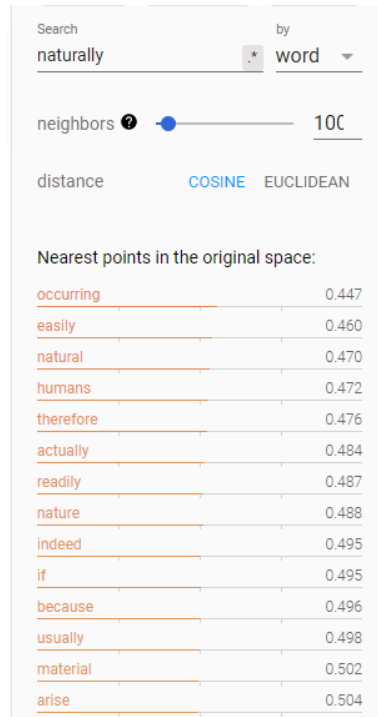 Search by
naturally .* word
neighbors ? 100
distance COSINE EUCLIDEAN
Nearest points in the original space:
occurring 0.447
easily 0.460
natural 0.470
humans 0.472
therefore 0.476
actually 0.484
readily 0.487
nature 0.488
indeed 0.495
if 0.495
because 0.496
usually 0.498
material 0.502
arise 0.504